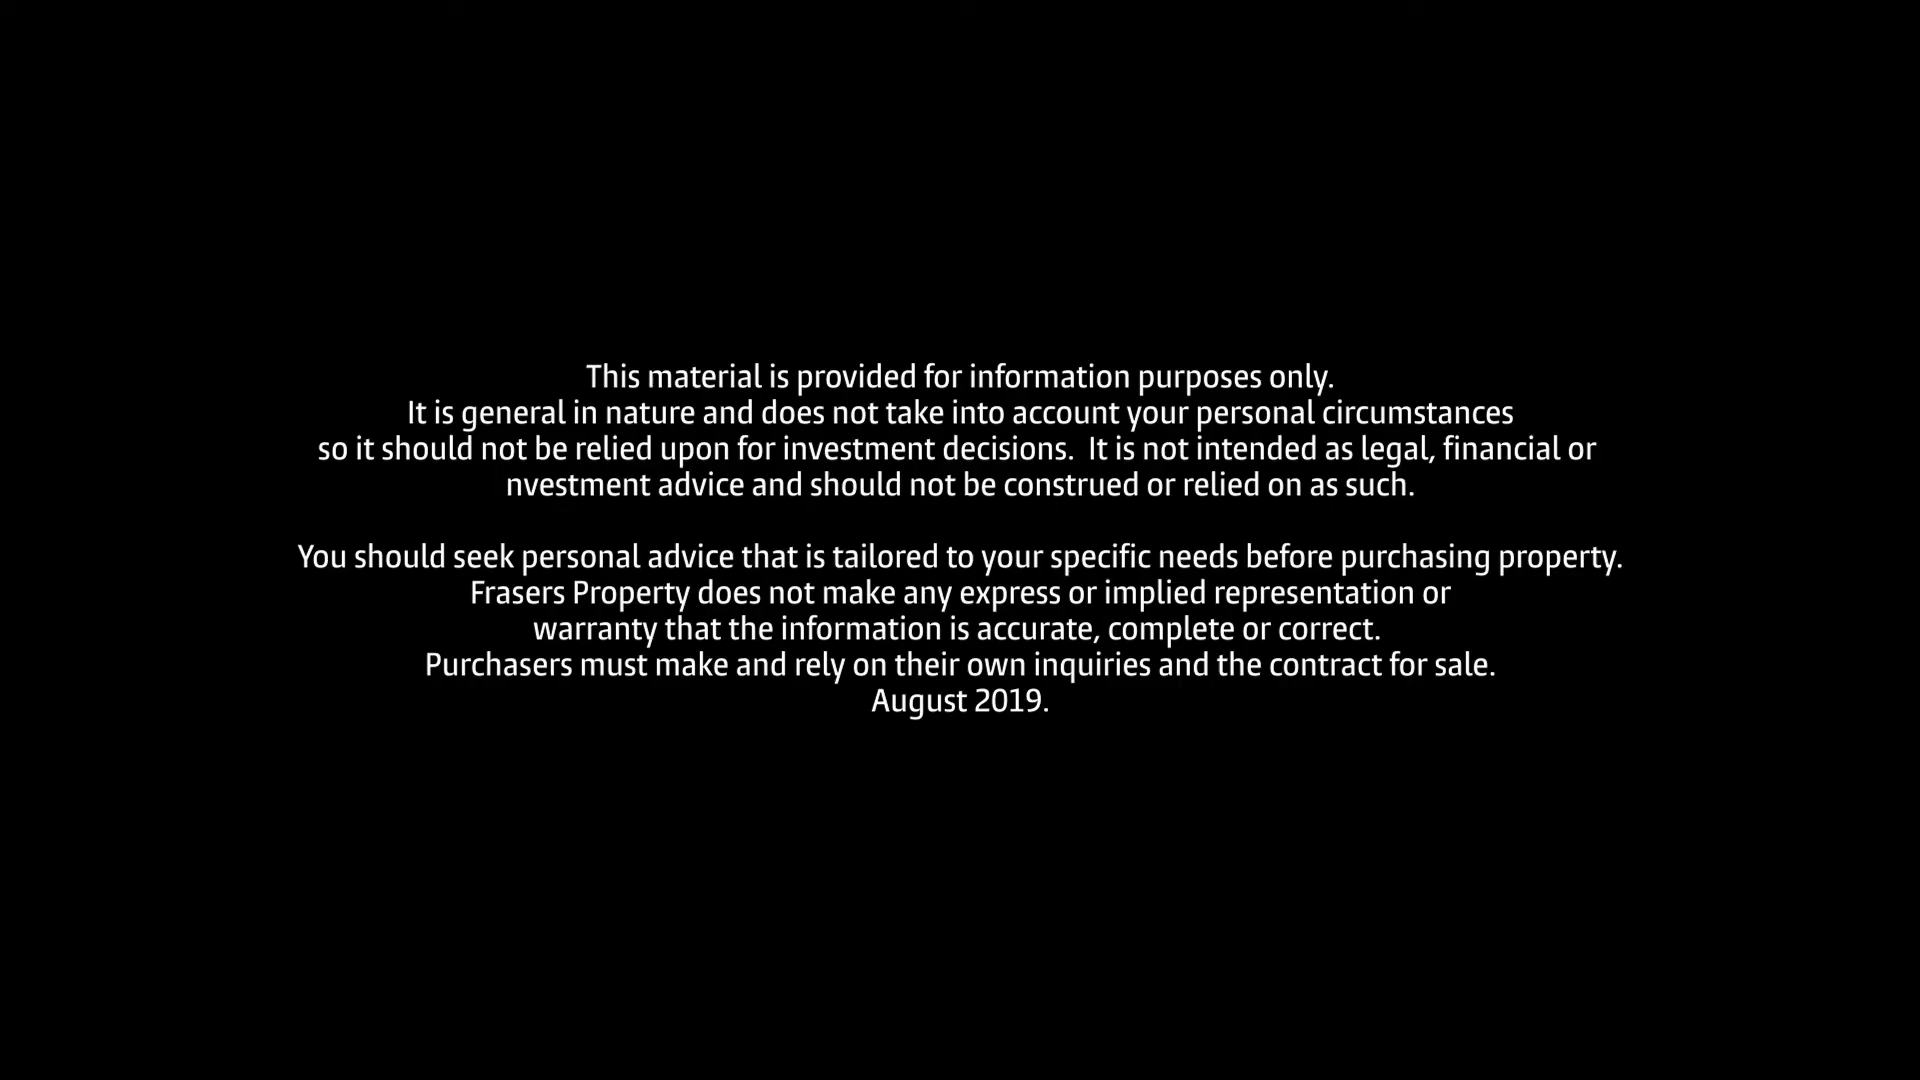 This material is provided for information purposes only.
It is general in nature and does not take into account your personal circumstances
so it should not be relied upon for investment decisions.  It is not intended as legal, financial or
nvestment advice and should not be construed or relied on as such.
You should seek personal advice that is tailored to your specific needs before purchasing property.
Frasers Property does not make any express or implied representation or
warranty that the information is accurate, complete or correct.
Purchasers must make and rely on their own inquiries and the contract for sale.
August 2019.